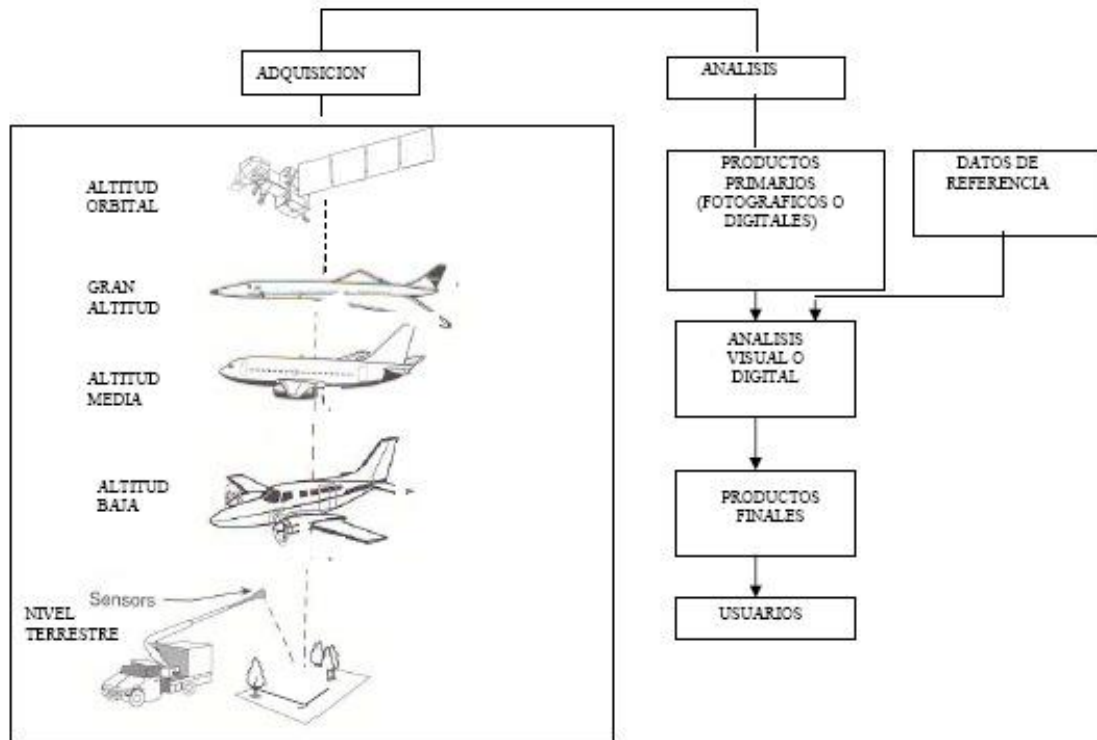 ADQUISICION
ANALISIS
ALTITUD
ORBITAL
GRAN
ALTITUD
ALTITUD
MEDIA
ALTITUD
BAJA
Sensors
NIVEL
TERRESTRE
PRODUCTOS
PRIMARIOS
(FOTOGRAFICOS O
DIGITALES)
DATOS DE
REFERENCIA
ANALISIS
VISUAL O
DIGITAL
PRODUCTOS
FINALES
USUARIOS